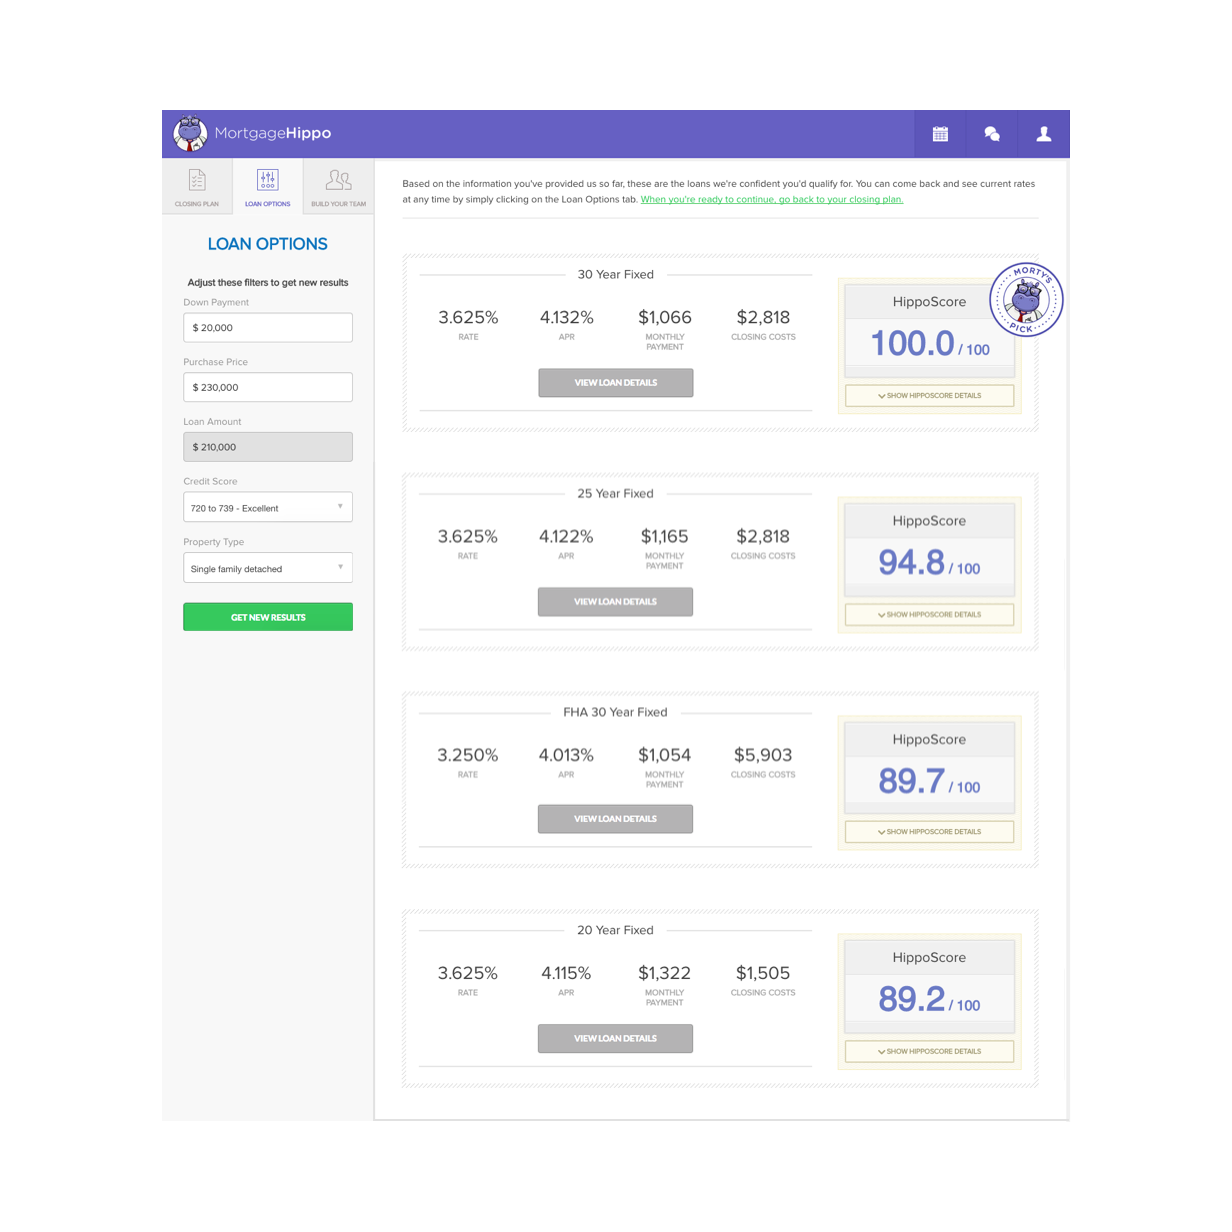 MortgageHippo
CLOSING PLAN
LOAN OPTIONS
BUILD YOUR TEAM
LOAN OPTIONS
Adjust these filters to get new results
Down Payment
$ 20,000
Purchase Price
$ 230,000
Loan Amount
$ 210,000
Credit Score
720 to 739 - Excellent
Property Type
Single family detached
GET NEW RESULTS
Based on the information you've provided us so far, these are the loans we're confident you'd qualify for. You can come back and see current rates
at any time by simply clicking on the Loan Options tab. When you're ready to continue, go back to your closing plan.
30 Year Fixed
3.625% 4.132% $1,066 $2,818
RATE APR MONTHLY CLOSING COSTS
PAYMENT
VIEW LOAN DETAILS
HippoScore
100.0 / 100
SHOW HIPPOSCORE DETAILS
MORTY'S
PICK
25 Year Fixed
3.625% 4.122% $1,165 $2,818
RATE APR MONTHLY CLOSING COSTS
PAYMENT
VIEW LOAN DETAILS
HippoScore
94.8 / 100
SHOW HIPPOSCORE DETAILS
FHA 30 Year Fixed
3.250% 4.013% $1,054 $5,903
RATE APR MONTHLY CLOSING COSTS
PAYMENT
VIEW LOAN DETAILS
HippoScore
89.7 / 100
SHOW HIPPOSCORE DETAILS
20 Year Fixed
3.625% 4.115% $1,322 $1,505
RATE APR MONTHLY CLOSING COSTS
PAYMENT
VIEW LOAN DETAILS
HippoScore
89.2 / 100
SHOW HIPPOSCORE DETAILS